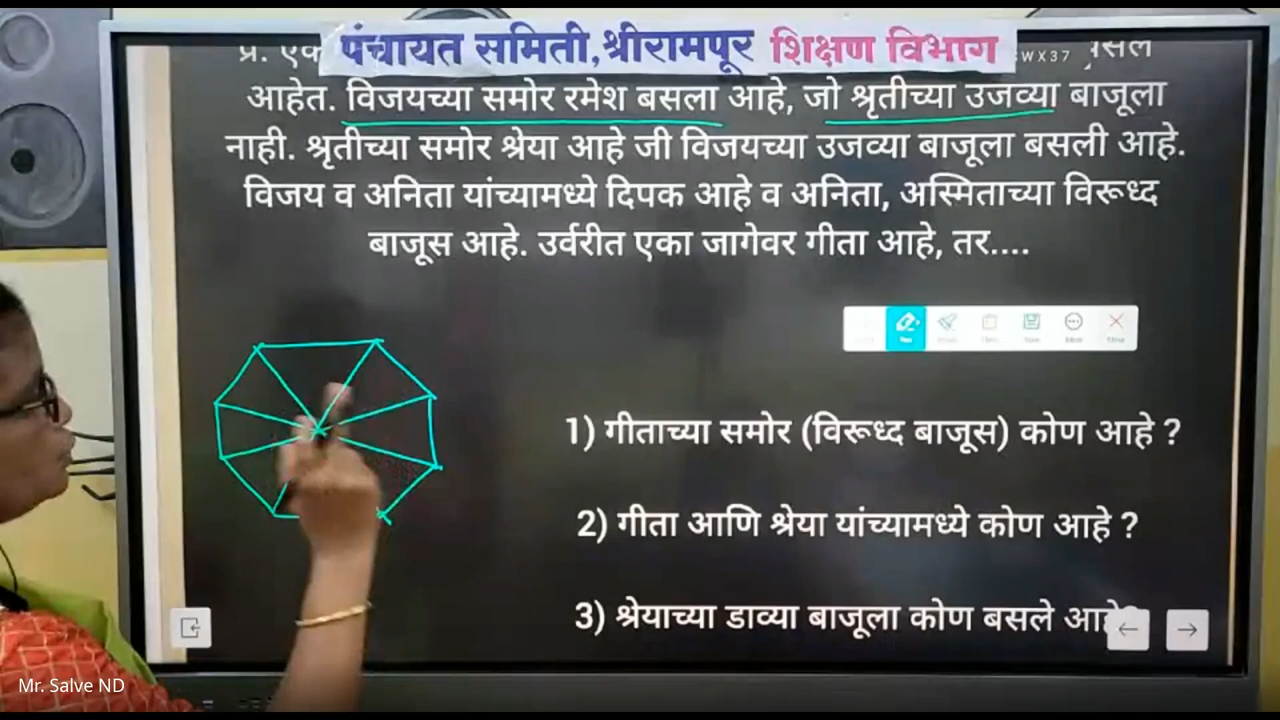 पंचायत समिती,श्रीरामपूर शिक्षण विभाग
प्र. एक
आहेत. विजयच्या समोर रमेश बसला आहे, जो श्रृतीच्या उजव्या बाजूला
नाही. श्रृतीच्या समोर श्रेया आहे जी विजयच्या उजव्या बाजूला बसली आहे.
विजय व अनिता यांच्यामध्ये दिपक आहे व अनिता, अस्मिताच्या विरूध्द
बाजूस आहे. उर्वरीत एका जागेवर गीता आहे, तर....
1) गीताच्या समोर (विरूध्द बाजूस) कोण आहे ?
2) गीता आणि श्रेया यांच्यामध्ये कोण आहे ?
3) श्रेयाच्या डाव्या बाजूला कोण बसले
Mr. Salve ND